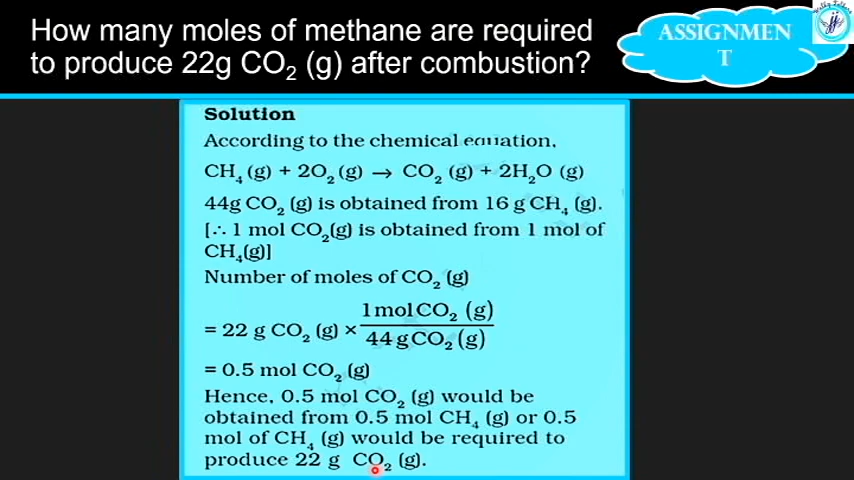 How many moles of methane are required
to produce 22g CO₂ (g) after combustion?
ASSIGNMEN
T
Solution
According to the chemical equation,
CH₄ (g) + 2O₂ (g) → CO₂ (g) + 2H₂O (g)
44g CO₂ (g) is obtained from 16 g CH₄ (g).
[∴ 1 mol CO₂(g) is obtained from 1 mol of
CH₄(g)]
Number of moles of CO₂ (g)
= 22 g CO₂ (g) × 1 mol CO₂ (g) / 44 g CO₂ (g)
= 0.5 mol CO₂ (g)
Hence, 0.5 mol CO₂ (g) would be
obtained from 0.5 mol CH₄ (g) or 0.5
mol of CH₄ (g) would be required to
produce 22 g CO₂ (g).